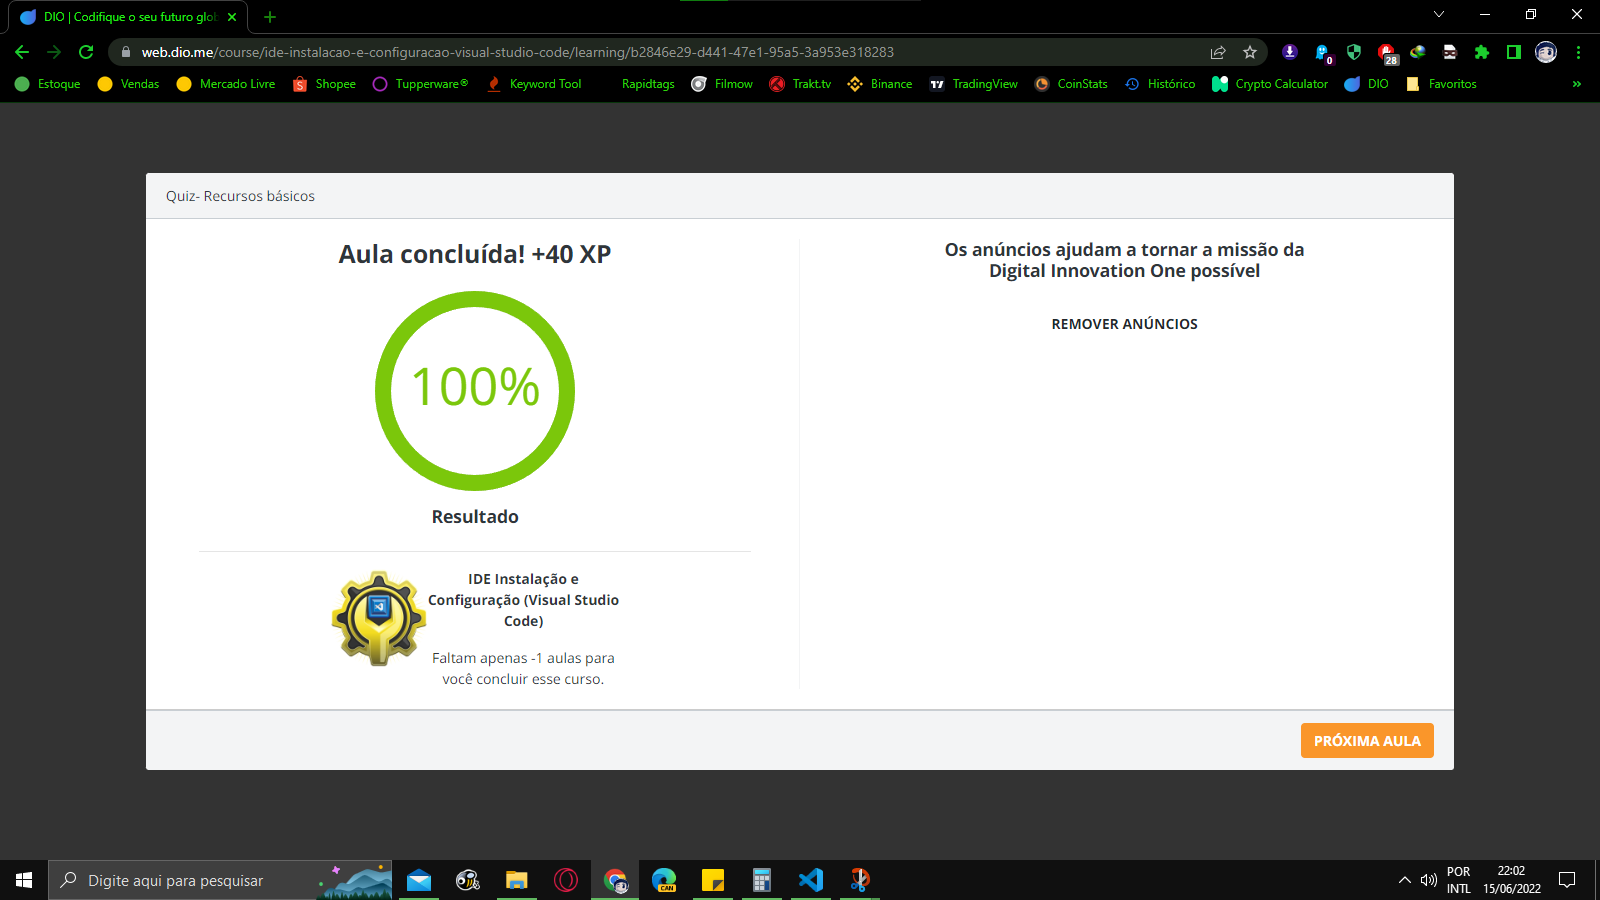 DIO | Codifique o seu futuro glob
web.dio.me/course/ide-instalacao-e-configuracao-visual-studio-code/learning/b2846e29-d441-47e1-95a5-3a953e318283
0
28
Estoque
Vendas
Mercado Livre
Shopee
Tupperware®
Keyword Tool
Rapidtags
Filmow
Trakt.tv
Binance
TradingView
CoinStats
Histórico
Crypto Calculator
DIO
Favoritos
Quiz- Recursos básicos
Aula concluída! +40 XP
100%
Resultado
IDE Instalação e
Configuração (Visual Studio
Code)
Faltam apenas -1 aulas para
você concluir esse curso.
Os anúncios ajudam a tornar a missão da
Digital Innovation One possível
REMOVER ANÚNCIOS
PRÓXIMA AULA
Digite aqui para pesquisar
CAN
POR
INTL
22:02
15/06/2022